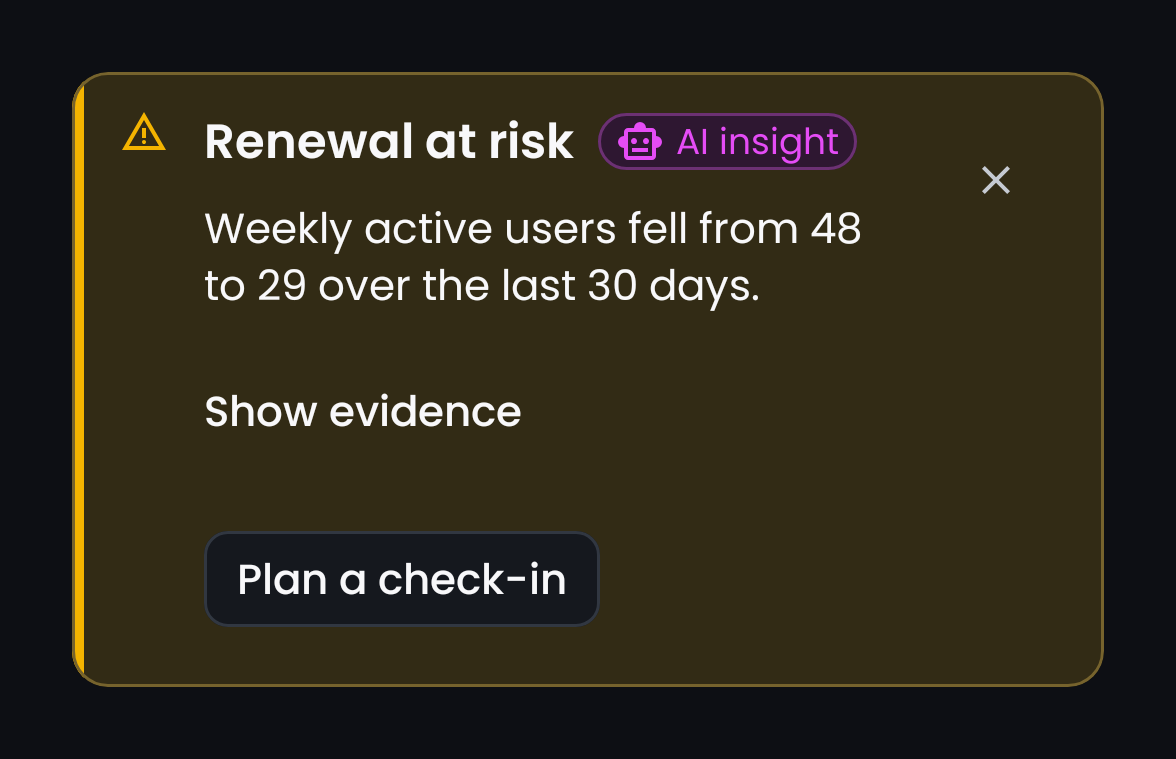 Renewal at risk AI insight
Weekly active users fell from 48
to 29 over the last 30 days.
Show evidence
Plan a check-in